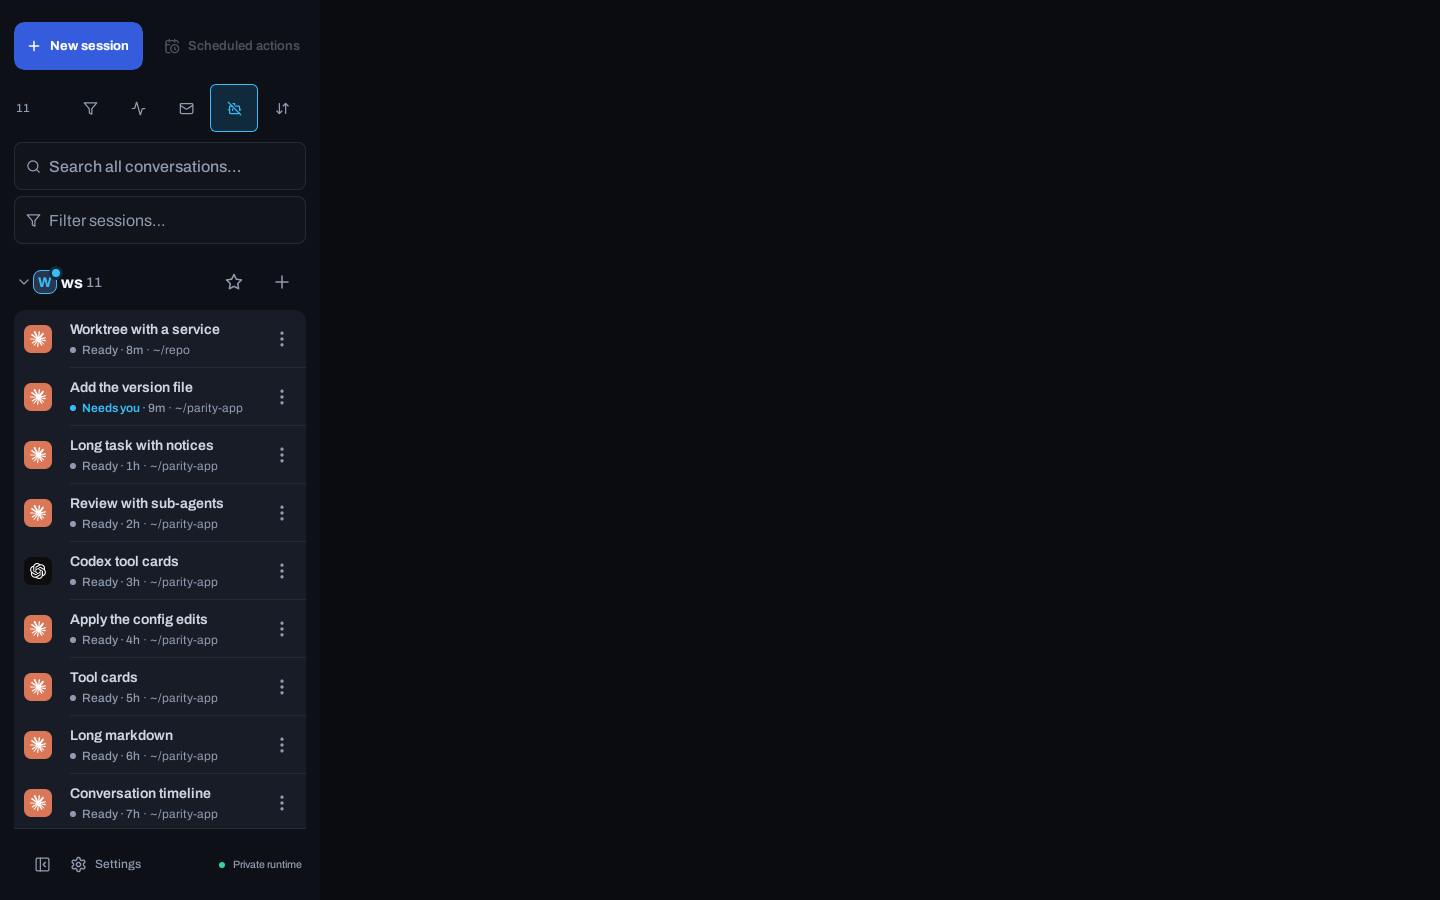 New session
Scheduled actions
11
Search all conversations...
Filter sessions...
W ws 11
Worktree with a service
Ready · 8m · ~/repo
Add the version file
Needs you · 9m · ~/parity-app
Long task with notices
Ready · 1h · ~/parity-app
Review with sub-agents
Ready · 2h · ~/parity-app
Codex tool cards
Ready · 3h · ~/parity-app
Apply the config edits
Ready · 4h · ~/parity-app
Tool cards
Ready · 5h · ~/parity-app
Long markdown
Ready · 6h · ~/parity-app
Conversation timeline
Ready · 7h · ~/parity-app
Settings
Private runtime